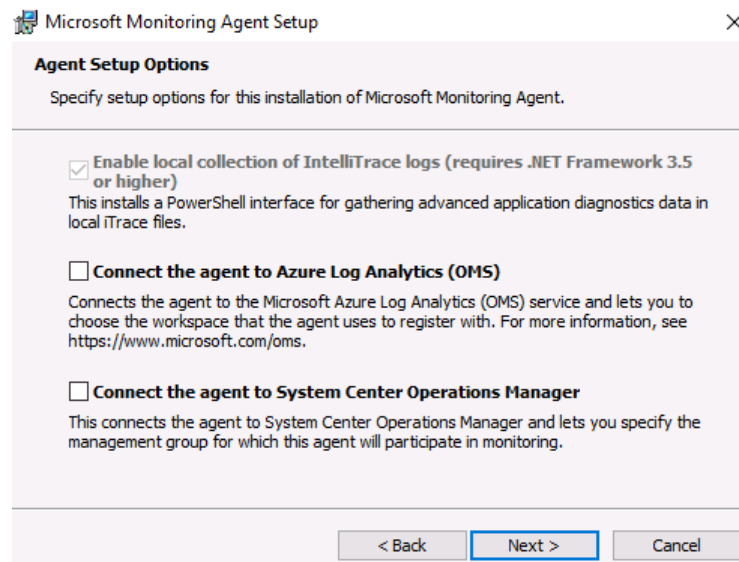 Microsoft Monitoring Agent Setup
Agent Setup Options
Specify setup options for this installation of Microsoft Monitoring Agent.
Enable local collection of IntelliTrace logs (requires .NET Framework 3.5
or higher)
This installs a PowerShell interface for gathering advanced application diagnostics data in
local iTrace files.
Connect the agent to Azure Log Analytics (OMS)
Connects the agent to the Microsoft Azure Log Analytics (OMS) service and lets you to
choose the workspace that the agent uses to register with. For more information, see
https://www.microsoft.com/oms.
Connect the agent to System Center Operations Manager
This connects the agent to System Center Operations Manager and lets you specify the
management group for which this agent will participate in monitoring.
< Back Next > Cancel